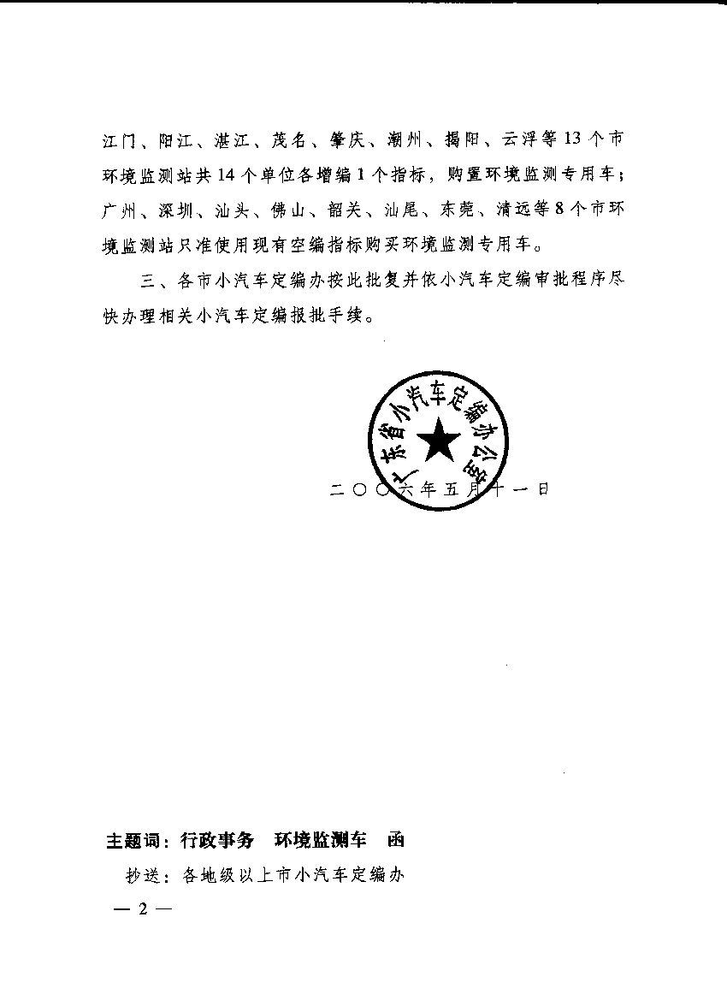 江门、阳江、湛江、茂名、肇庆、潮州、揭阳、云浮等 13 个市
环境监测站共 14 个单位各增编 1 个指标，购置环境监测专用车；
广州、深圳、汕头、佛山、韶关、汕尾、东莞、清远等 8 个市环
境监测站只准使用现有空编指标购买环境监测专用车。
三、各市小汽车定编办按此批复并依小汽车定编审批程序尽
快办理相关小汽车定编报批手续。
广东省小汽车定编办公室
二〇〇六年五月十一日
主题词：行政事务 环境监测车 函
抄送：各地级以上市小汽车定编办
— 2 —